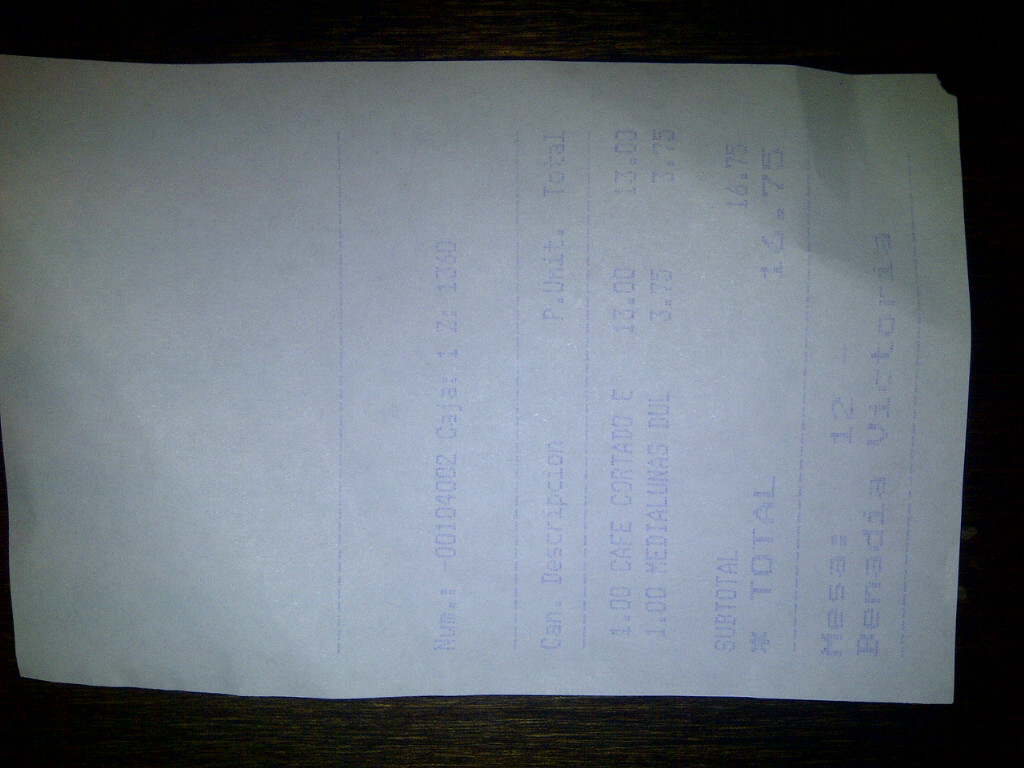 Num.: -00104002 Caja: 1 Z: 1360
Can. Descripcion P.Unit. Total
1.00 CAFE CORTADO E 13.00 13.00
1.00 MEDIALUNAS DUL 3.75 3.75
SUBTOTAL 16.75
* TOTAL 16.75
Mesa: 12 -
Benadia Victoria